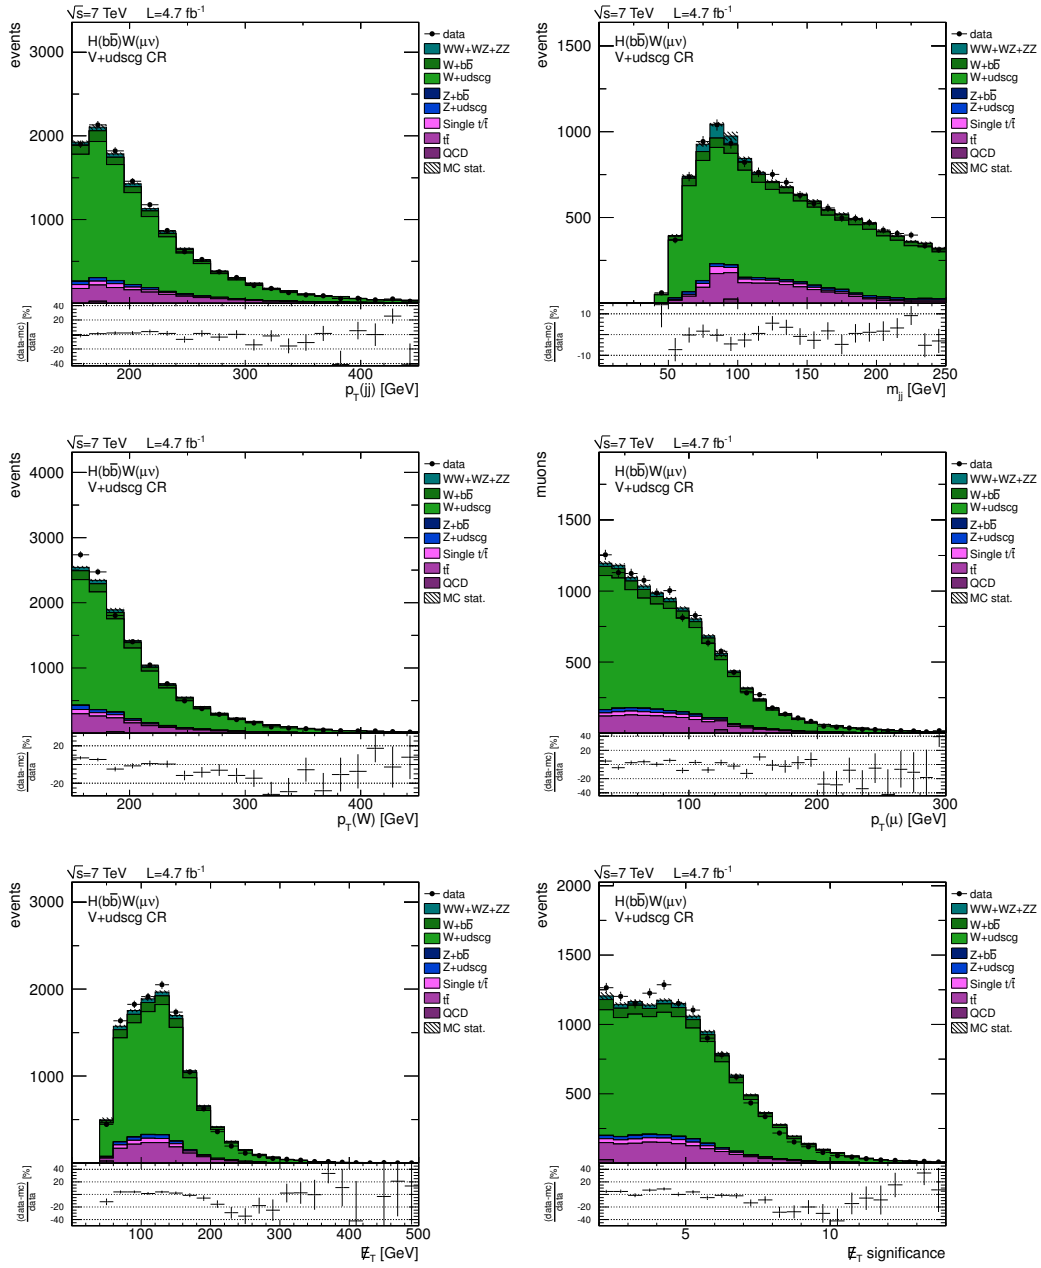 √s=7 TeV L=4.7 fb⁻¹
events
3000
2000
1000
H(bb̅)W(μν)
V+udscg CR
data
WW+WZ+ZZ
W+bb̅
W+udscg
Z+bb̅
Z+udscg
Single t/t̅
tt̅
QCD
MC stat.
(data-mc)/data [%]
40
20
-20
-40
200 300 400
p_T(jj) [GeV]
√s=7 TeV L=4.7 fb⁻¹
events
1500
1000
500
H(bb̅)W(μν)
V+udscg CR
data
WW+WZ+ZZ
W+bb̅
W+udscg
Z+bb̅
Z+udscg
Single t/t̅
tt̅
QCD
MC stat.
(data-mc)/data [%]
10
-10
50 100 150 200 250
m_jj [GeV]
√s=7 TeV L=4.7 fb⁻¹
events
4000
3000
2000
1000
H(bb̅)W(μν)
V+udscg CR
data
WW+WZ+ZZ
W+bb̅
W+udscg
Z+bb̅
Z+udscg
Single t/t̅
tt̅
QCD
MC stat.
(data-mc)/data [%]
20
-20
200 300 400
p_T(W) [GeV]
√s=7 TeV L=4.7 fb⁻¹
muons
1500
1000
500
H(bb̅)W(μν)
V+udscg CR
data
WW+WZ+ZZ
W+bb̅
W+udscg
Z+bb̅
Z+udscg
Single t/t̅
tt̅
QCD
MC stat.
(data-mc)/data [%]
40
20
-20
-40
100 200 300
p_T(μ) [GeV]
√s=7 TeV L=4.7 fb⁻¹
events
3000
2000
1000
H(bb̅)W(μν)
V+udscg CR
data
WW+WZ+ZZ
W+bb̅
W+udscg
Z+bb̅
Z+udscg
Single t/t̅
tt̅
QCD
MC stat.
(data-mc)/data [%]
40
20
0
-20
-40
100 200 300 400 500
E̸_T [GeV]
√s=7 TeV L=4.7 fb⁻¹
events
2000
1500
1000
500
H(bb̅)W(μν)
V+udscg CR
data
WW+WZ+ZZ
W+bb̅
W+udscg
Z+bb̅
Z+udscg
Single t/t̅
tt̅
QCD
MC stat.
(data-mc)/data [%]
40
20
0
-20
-40
5 10
E̸_T significance